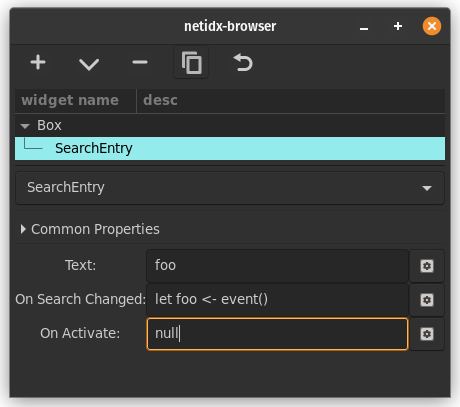 netidx-browser
widget name desc
Box
SearchEntry
SearchEntry
Common Properties
Text: foo
On Search Changed: let foo <- event()
On Activate: null